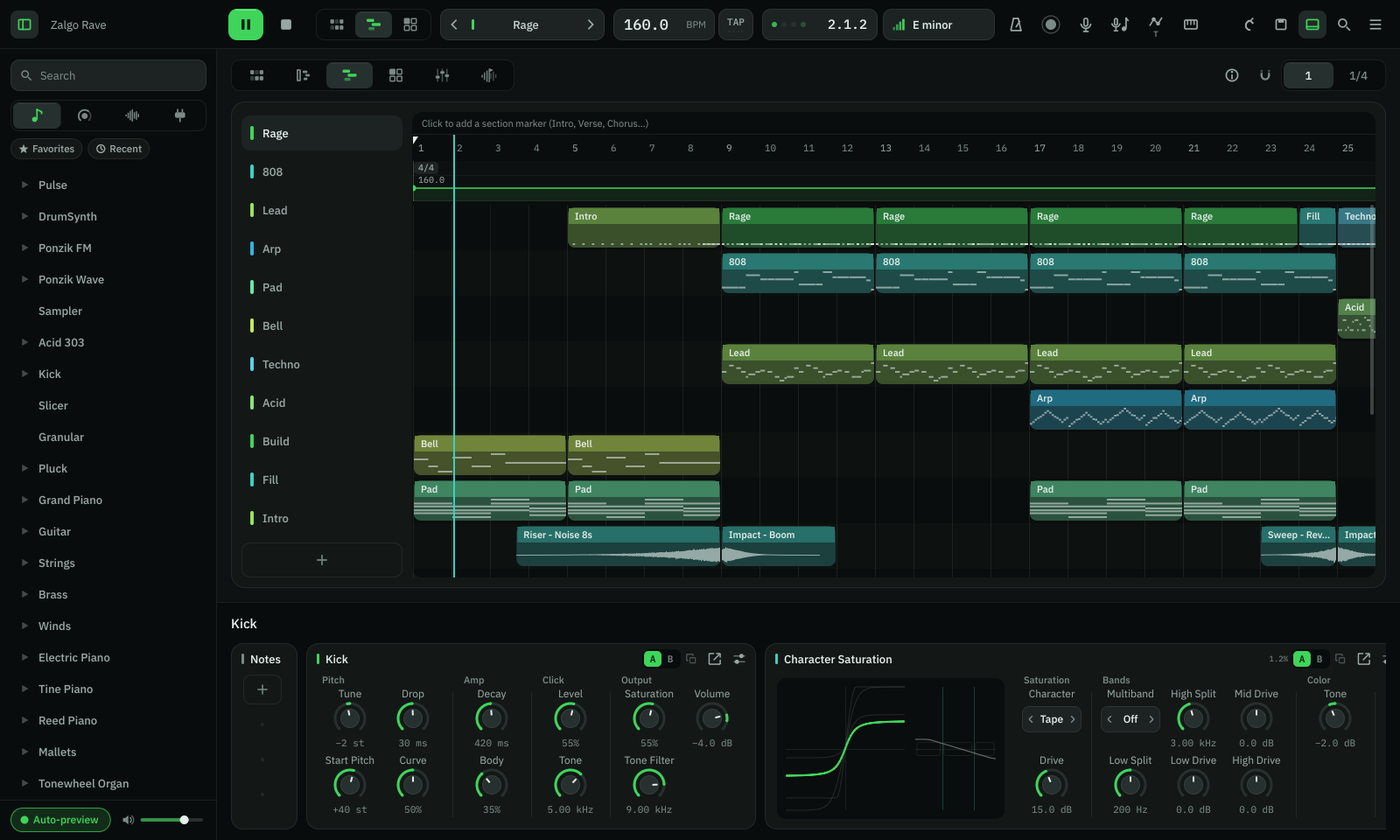 Zalgo Rave
Rage
160.0 BPM
TAP
2.1.2
E minor
T
Search
1
1/4
Favorites
Recent
Pulse
DrumSynth
Ponzik FM
Ponzik Wave
Sampler
Acid 303
Kick
Slicer
Granular
Pluck
Grand Piano
Guitar
Strings
Brass
Winds
Electric Piano
Tine Piano
Reed Piano
Mallets
Tonewheel Organ
Auto-preview
Rage
808
Lead
Arp
Pad
Bell
Techno
Acid
Build
Fill
Intro
Click to add a section marker (Intro, Verse, Chorus...)
1 2 3 4 5 6 7 8 9 10 11 12 13 14 15 16 17 18 19 20 21 22 23 24 25
4/4
160.0
Intro Rage Rage Rage Rage Fill Techno
808 808 808 808
Acid
Lead Lead Lead Lead
Arp Arp
Bell Bell
Pad Pad Pad Pad
Riser - Noise 8s Impact - Boom Sweep - Rev... Impact
Kick
Notes
Kick
A B
Pitch Amp Click Output
Tune Drop Decay Level Saturation Volume
-2 st 30 ms 420 ms 55% 55% -4.0 dB
Start Pitch Curve Body Tone Tone Filter
+40 st 50% 35% 5.00 kHz 9.00 kHz
Character Saturation
1.2% A B
Saturation Bands Color
Character Multiband High Split Mid Drive Tone
Tape Off
3.00 kHz 0.0 dB -2.0 dB
Drive Low Split Low Drive High Drive
15.0 dB 200 Hz 0.0 dB 0.0 dB